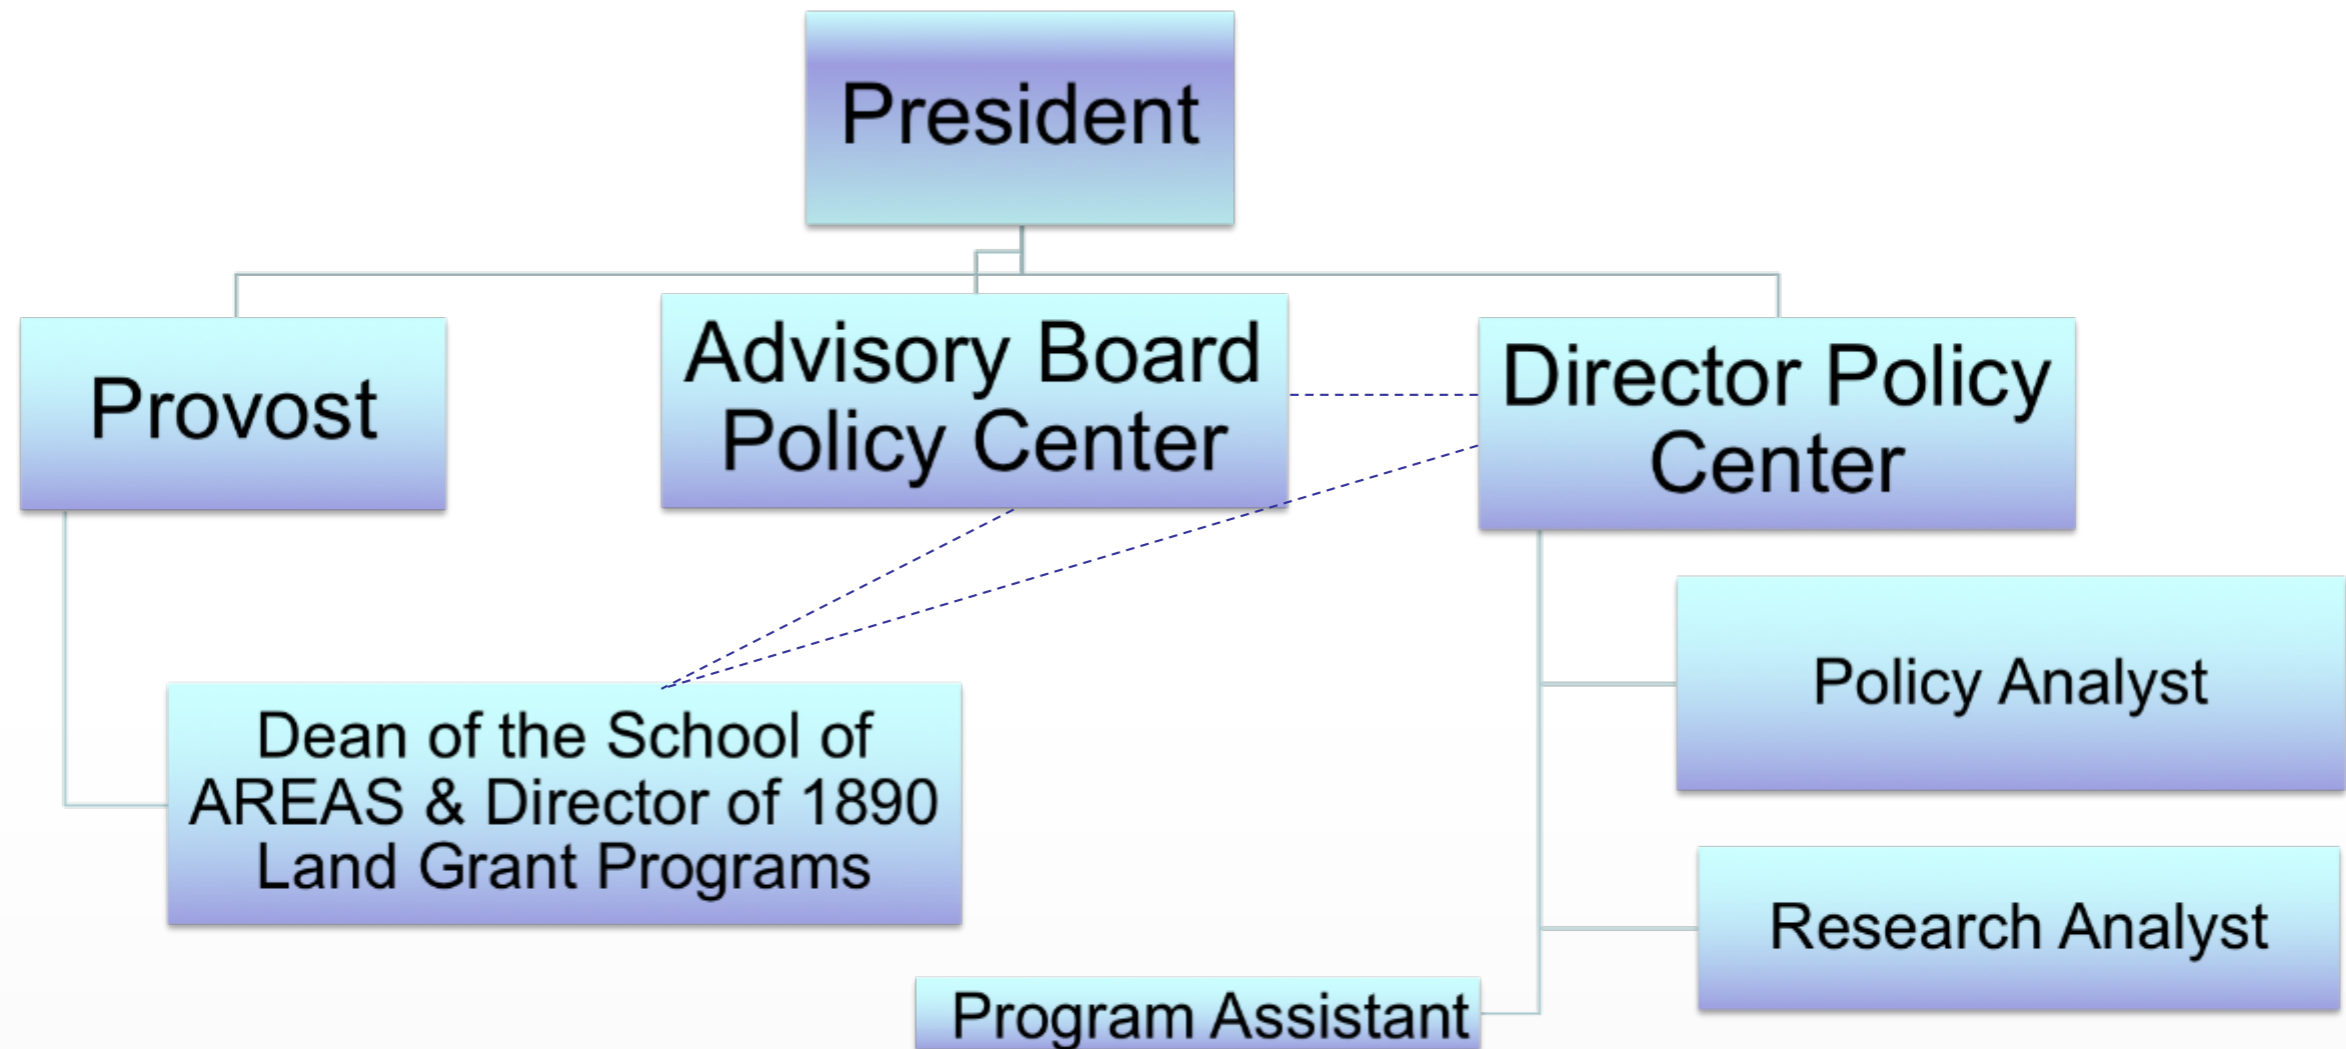 President
Provost
Advisory Board
Policy Center
Director Policy
Center
Dean of the School of
AREAS & Director of 1890
Land Grant Programs
Policy Analyst
Research Analyst
Program Assistant